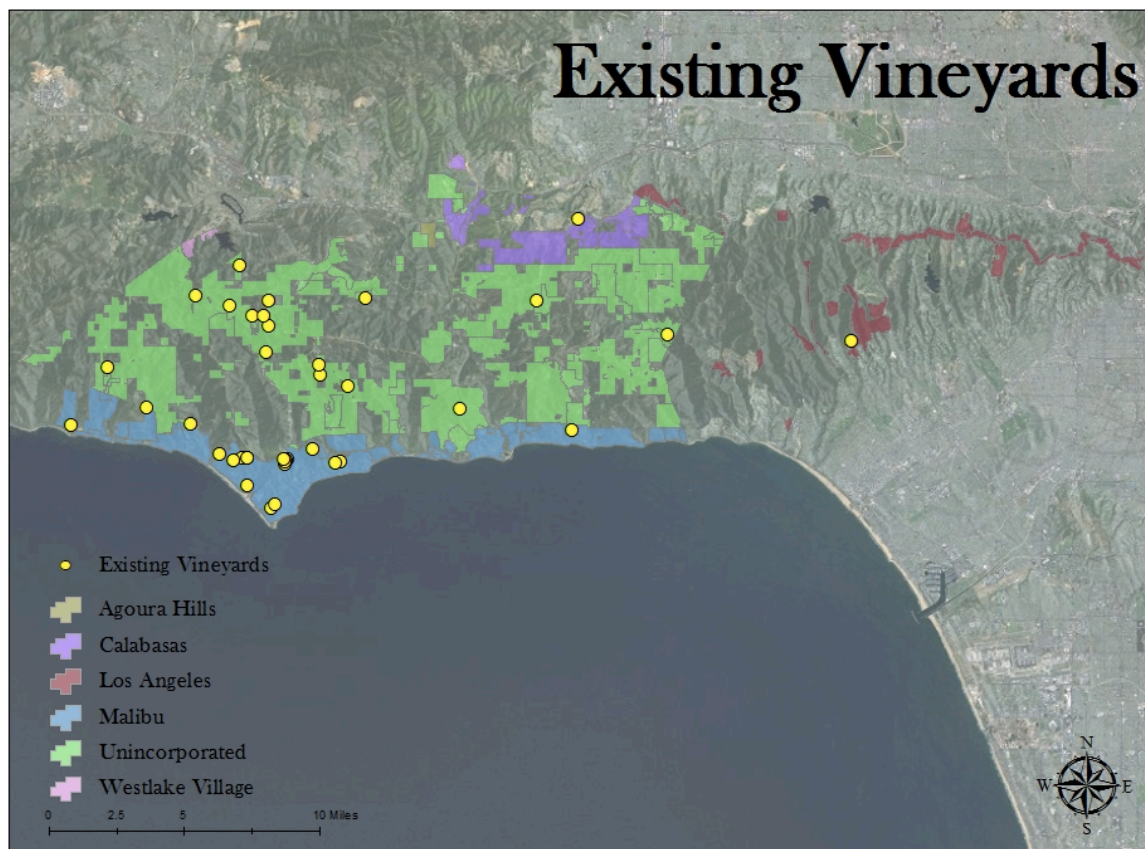 Existing Vineyards
Existing Vineyards
Agoura Hills
Calabasas
Los Angeles
Malibu
Unincorporated
Westlake Village
0 2.5 5 10 Miles
N
W E
S